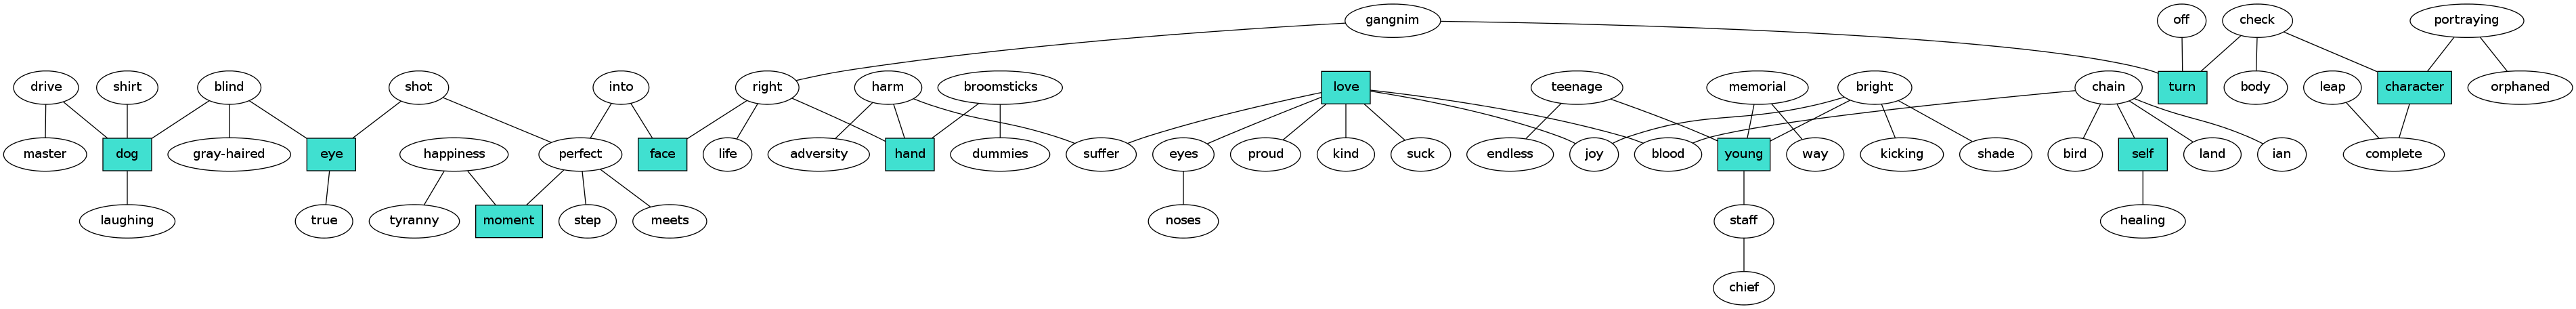 gangnim off check portraying
drive shirt blind shot into right harm broomsticks love teenage memorial bright chain turn body leap character orphaned
master dog gray-haired eye happiness perfect face life adversity hand dummies suffer eyes proud kind suck endless joy blood young way kicking shade bird self land ian complete
laughing true tyranny moment step meets noses staff healing
chief